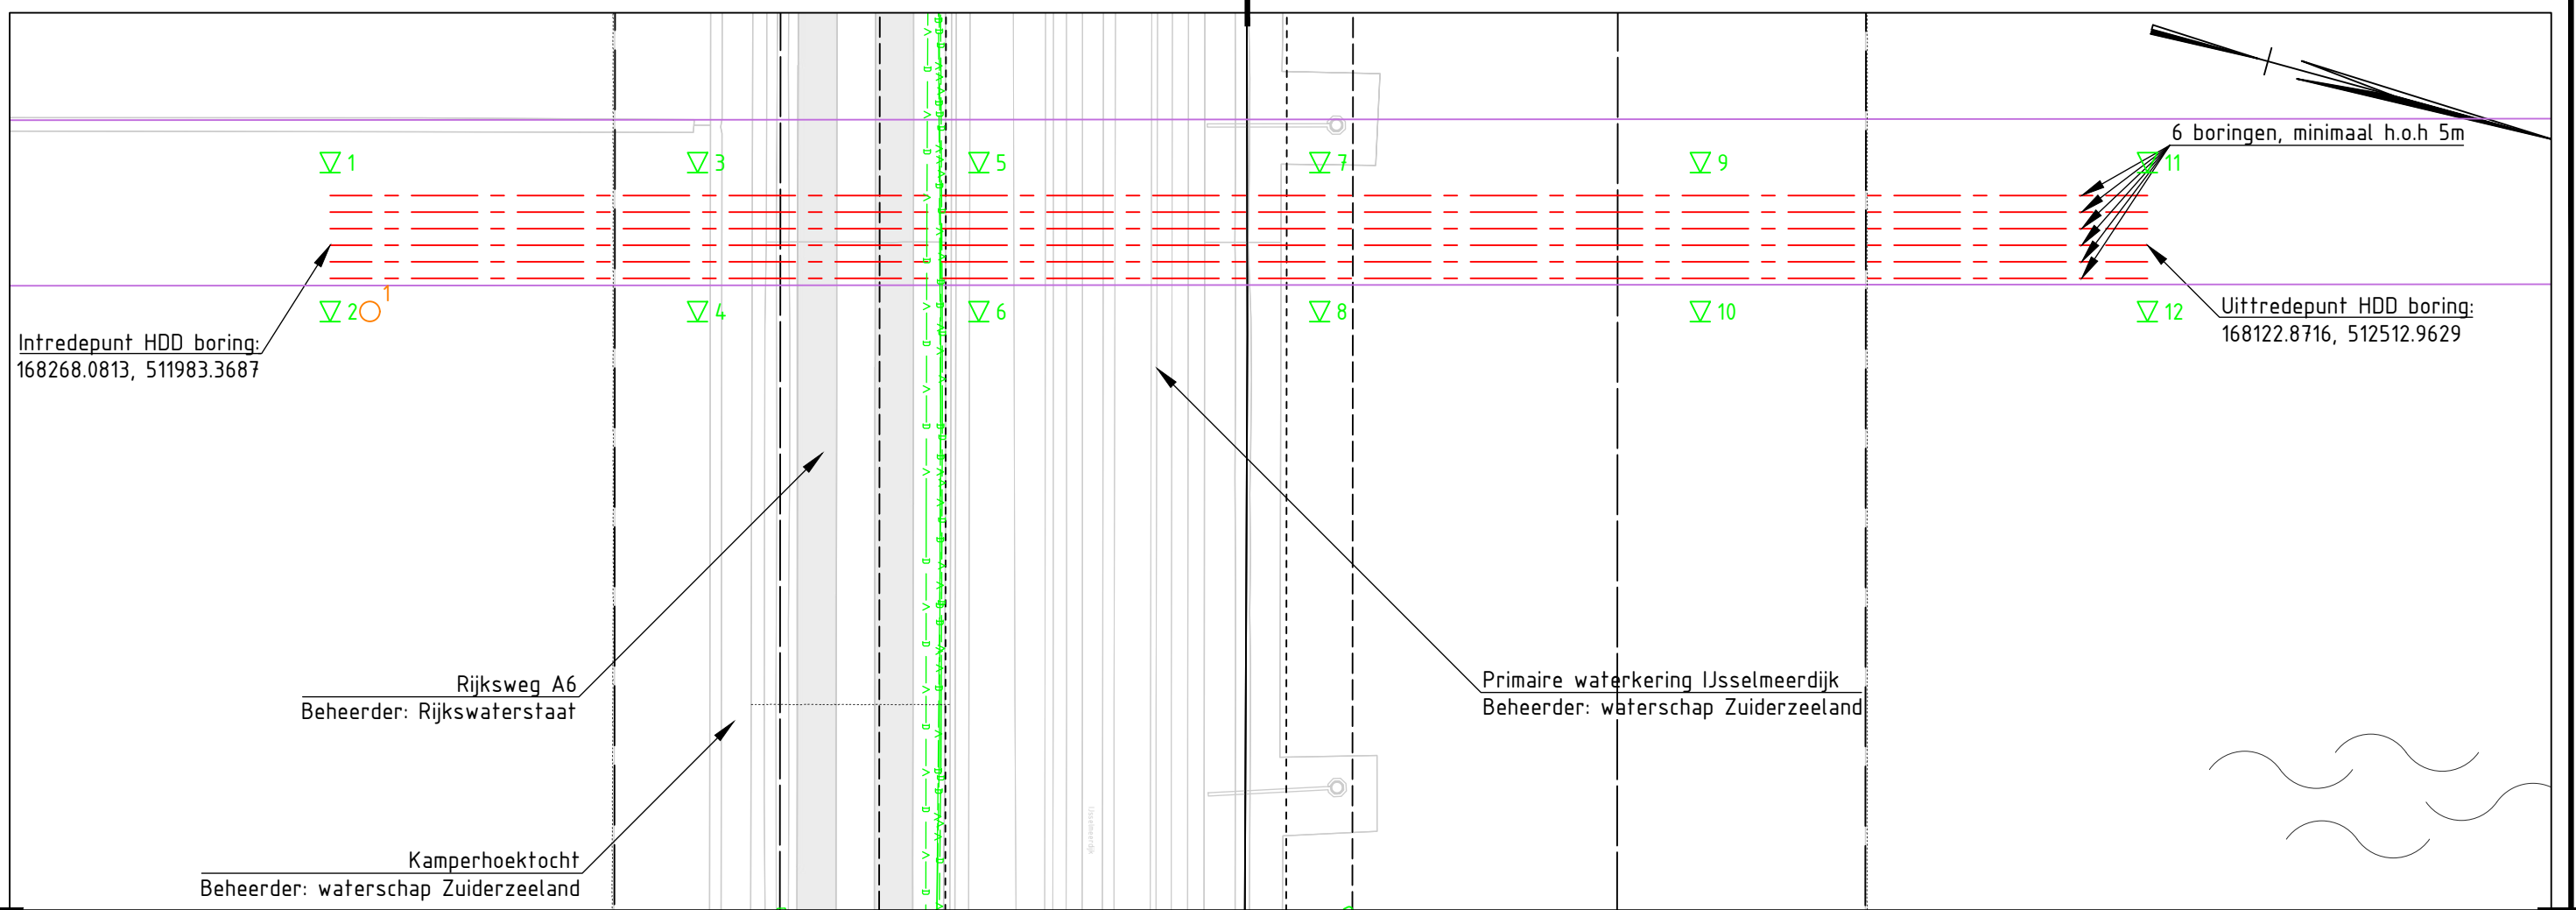 6 boringen, minimaal h.o.h 5m
1
3
5
7
9
11
1
2
4
6
8
10
12
Intredepunt HDD boring:
168268.0813, 511983.3687
Uittredepunt HDD boring:
168122.8716, 512512.9629
Rijksweg A6
Beheerder: Rijkswaterstaat
Primaire waterkering IJsselmeerdijk
Beheerder: waterschap Zuiderzeeland
IJsselmeerdijk
Kamperhoektocht
Beheerder: waterschap Zuiderzeeland